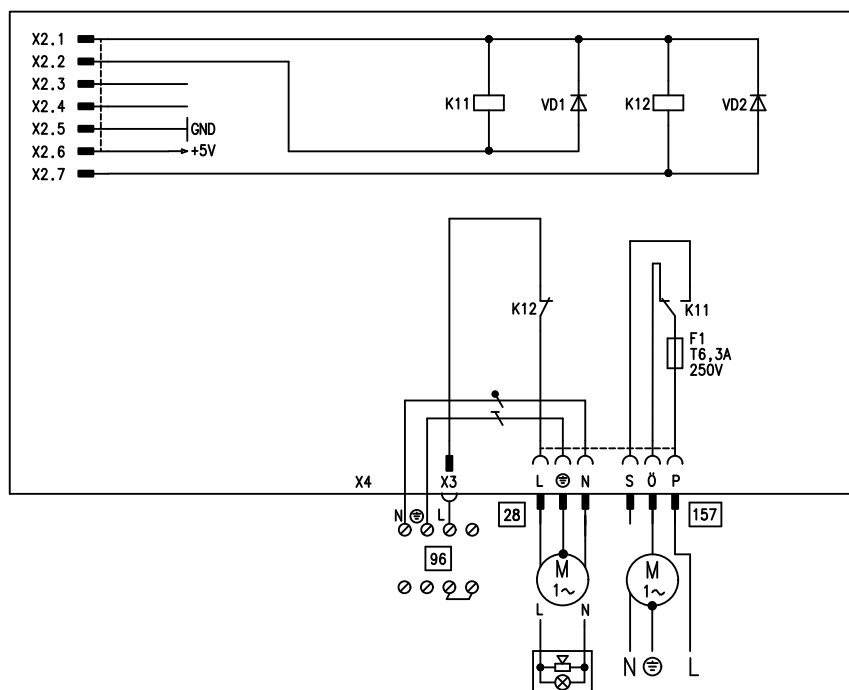 X2.1
X2.2
X2.3
X2.4
X2.5
X2.6
X2.7
GND
+5V
K11
VD1
K12
VD2
K12
K11
F1
T6,3A
250V
X4
X3
L
N
S
Ö
P
N
L
28
157
96
M
1~
M
1~
L
N
N
L